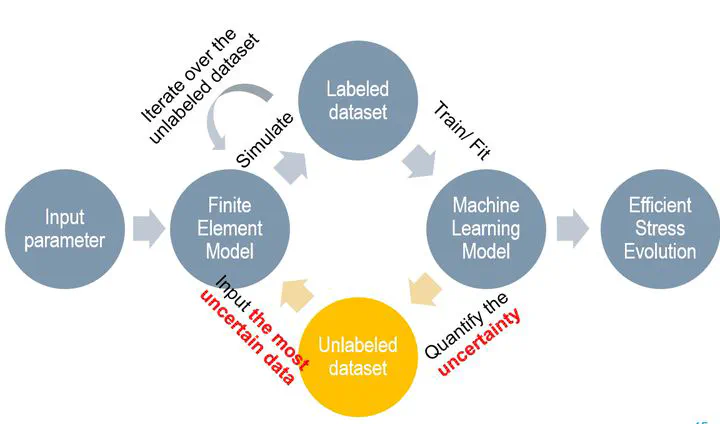 Iterate over the
unlabeled dataset
Labeled
dataset
Simulate
Train/ Fit
Input
parameter
Finite
Element
Model
Machine
Learning
Model
Efficient
Stress
Evolution
Input the most
uncertain data
Unlabeled
dataset
Quantify the
uncertainty